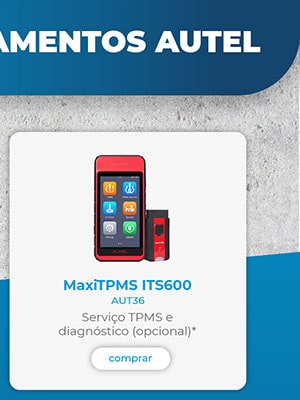 AMENTOS AUTEL
MaxiTPMS ITS600
AUT36
Serviço TPMS e
diagnóstico (opcional)*
comprar